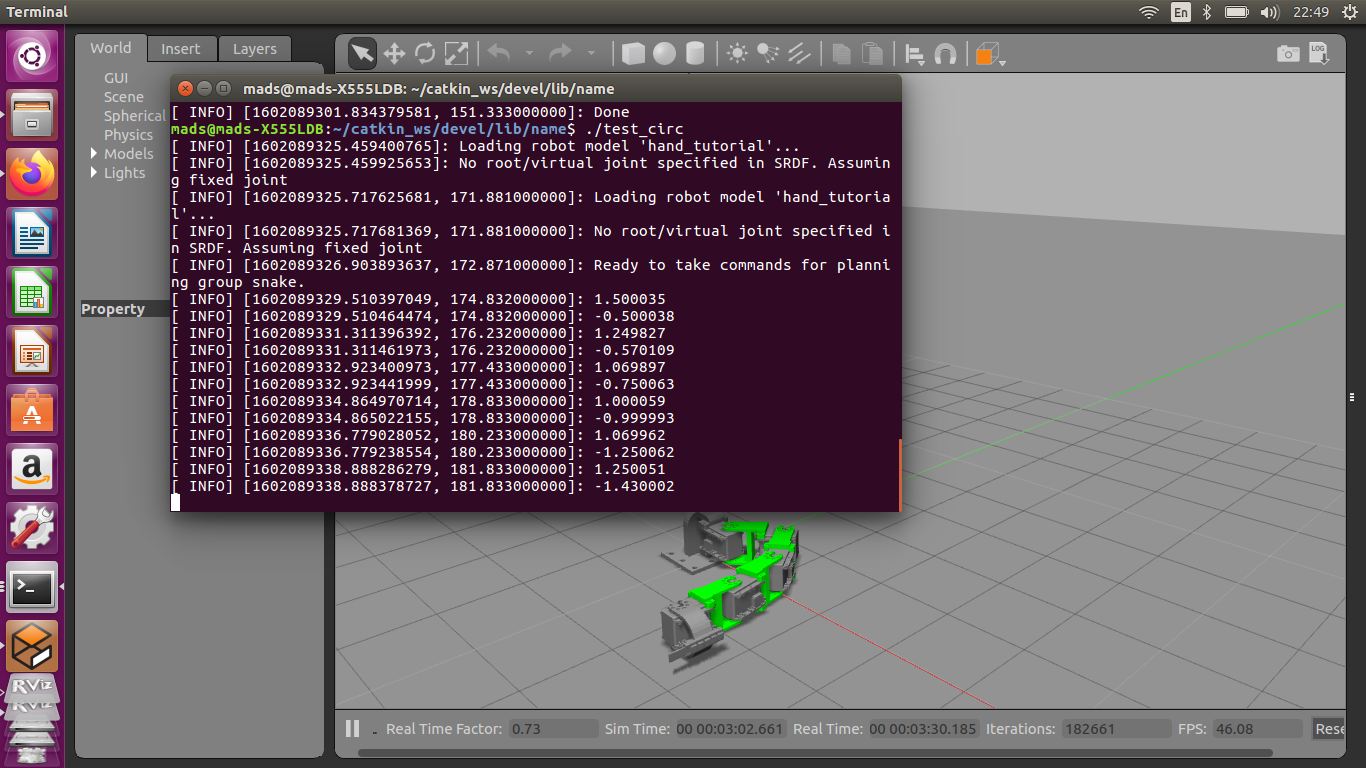 Terminal
En
22:49
World
Insert
Layers
GUI
Scene
Spherical
Physics
Models
Lights
Property
LOG
mads@mads-X555LDB: ~/catkin_ws/devel/lib/name
[ INFO] [1602089301.834379581, 151.333000000]: Done
mads@mads-X555LDB:~/catkin_ws/devel/lib/name$ ./test_circ
[ INFO] [1602089325.459400765]: Loading robot model 'hand_tutorial'...
[ INFO] [1602089325.459925653]: No root/virtual joint specified in SRDF. Assumin
g fixed joint
[ INFO] [1602089325.717625681, 171.881000000]: Loading robot model 'hand_tutoria
l'...
[ INFO] [1602089325.717681369, 171.881000000]: No root/virtual joint specified i
n SRDF. Assuming fixed joint
[ INFO] [1602089326.903893637, 172.871000000]: Ready to take commands for planni
ng group snake.
[ INFO] [1602089329.510397049, 174.832000000]: 1.500035
[ INFO] [1602089329.510464474, 174.832000000]: -0.500038
[ INFO] [1602089331.311396392, 176.232000000]: 1.249827
[ INFO] [1602089331.311461973, 176.232000000]: -0.570109
[ INFO] [1602089332.923400973, 177.433000000]: 1.069897
[ INFO] [1602089332.923441999, 177.433000000]: -0.750063
[ INFO] [1602089334.864970714, 178.833000000]: 1.000059
[ INFO] [1602089334.865022155, 178.833000000]: -0.999993
[ INFO] [1602089336.779028052, 180.233000000]: 1.069962
[ INFO] [1602089336.779238554, 180.233000000]: -1.250062
[ INFO] [1602089338.888286279, 181.833000000]: 1.250051
[ INFO] [1602089338.888378727, 181.833000000]: -1.430002
RViz
RViz
Real Time Factor: 0.73 Sim Time: 00 00:03:02.661 Real Time: 00 00:03:30.185 Iterations: 182661 FPS: 46.08 Rese